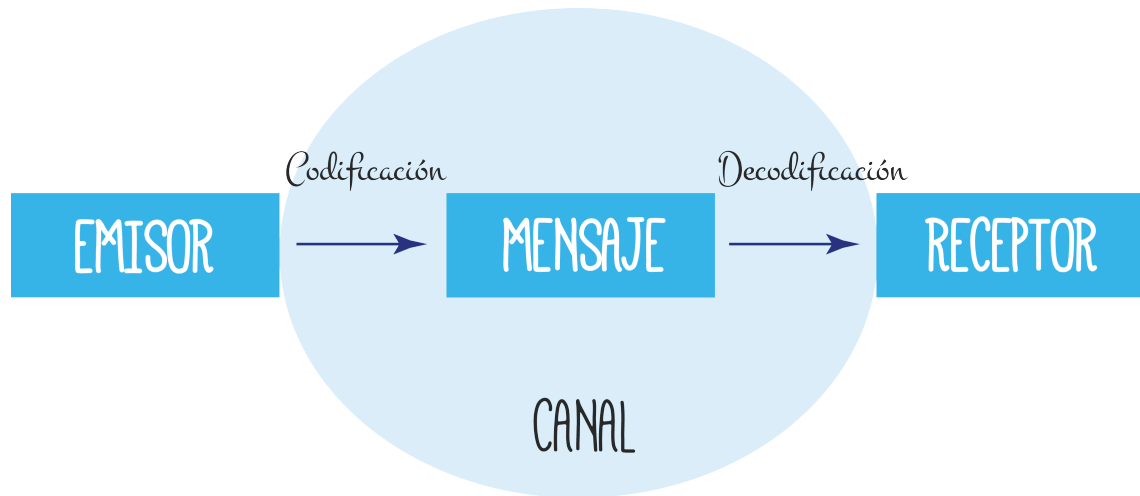 Codificación
Decodificación
EMISOR
MENSAJE
RECEPTOR
CANAL